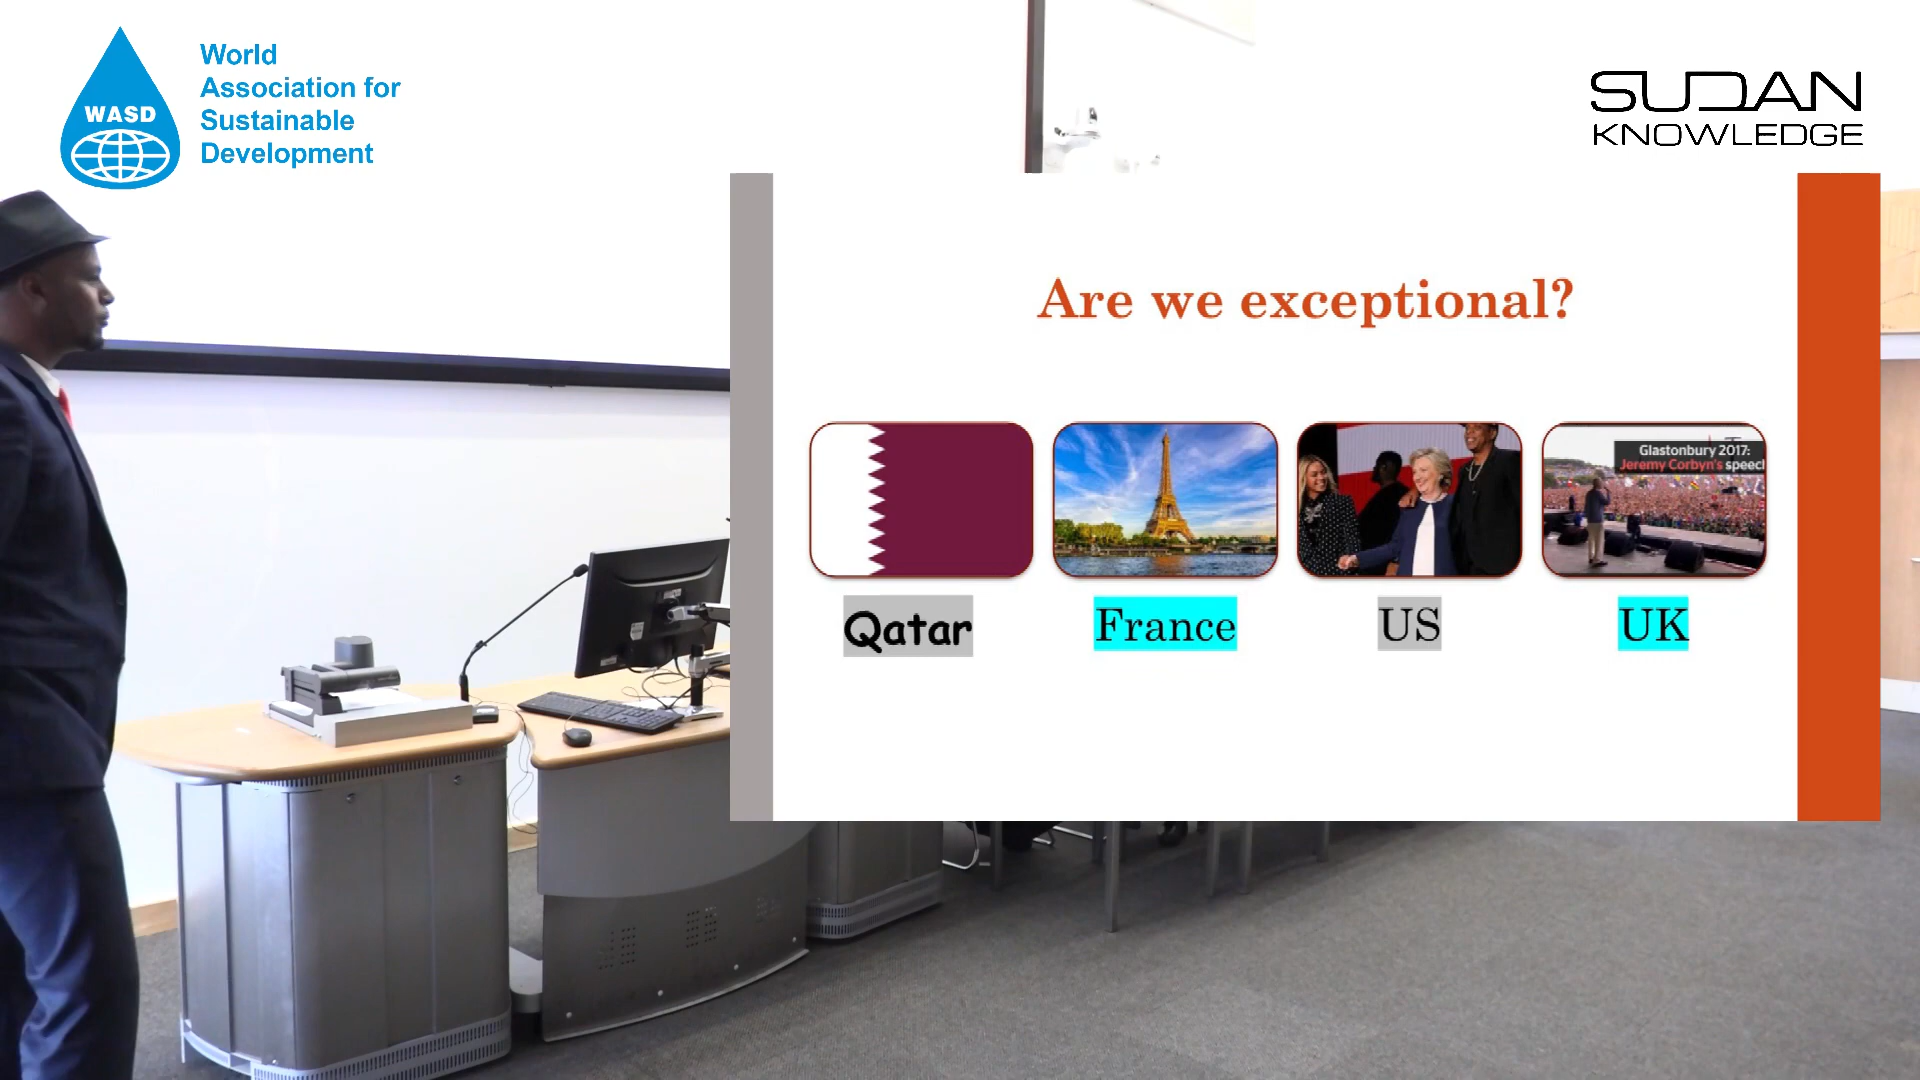 World
Association for
Sustainable
Development
WASD
SUDAN
KNOWLEDGE
Are we exceptional?
Glastonbury 2017:
Jeremy Corbyn's speech
Qatar
France
US
UK